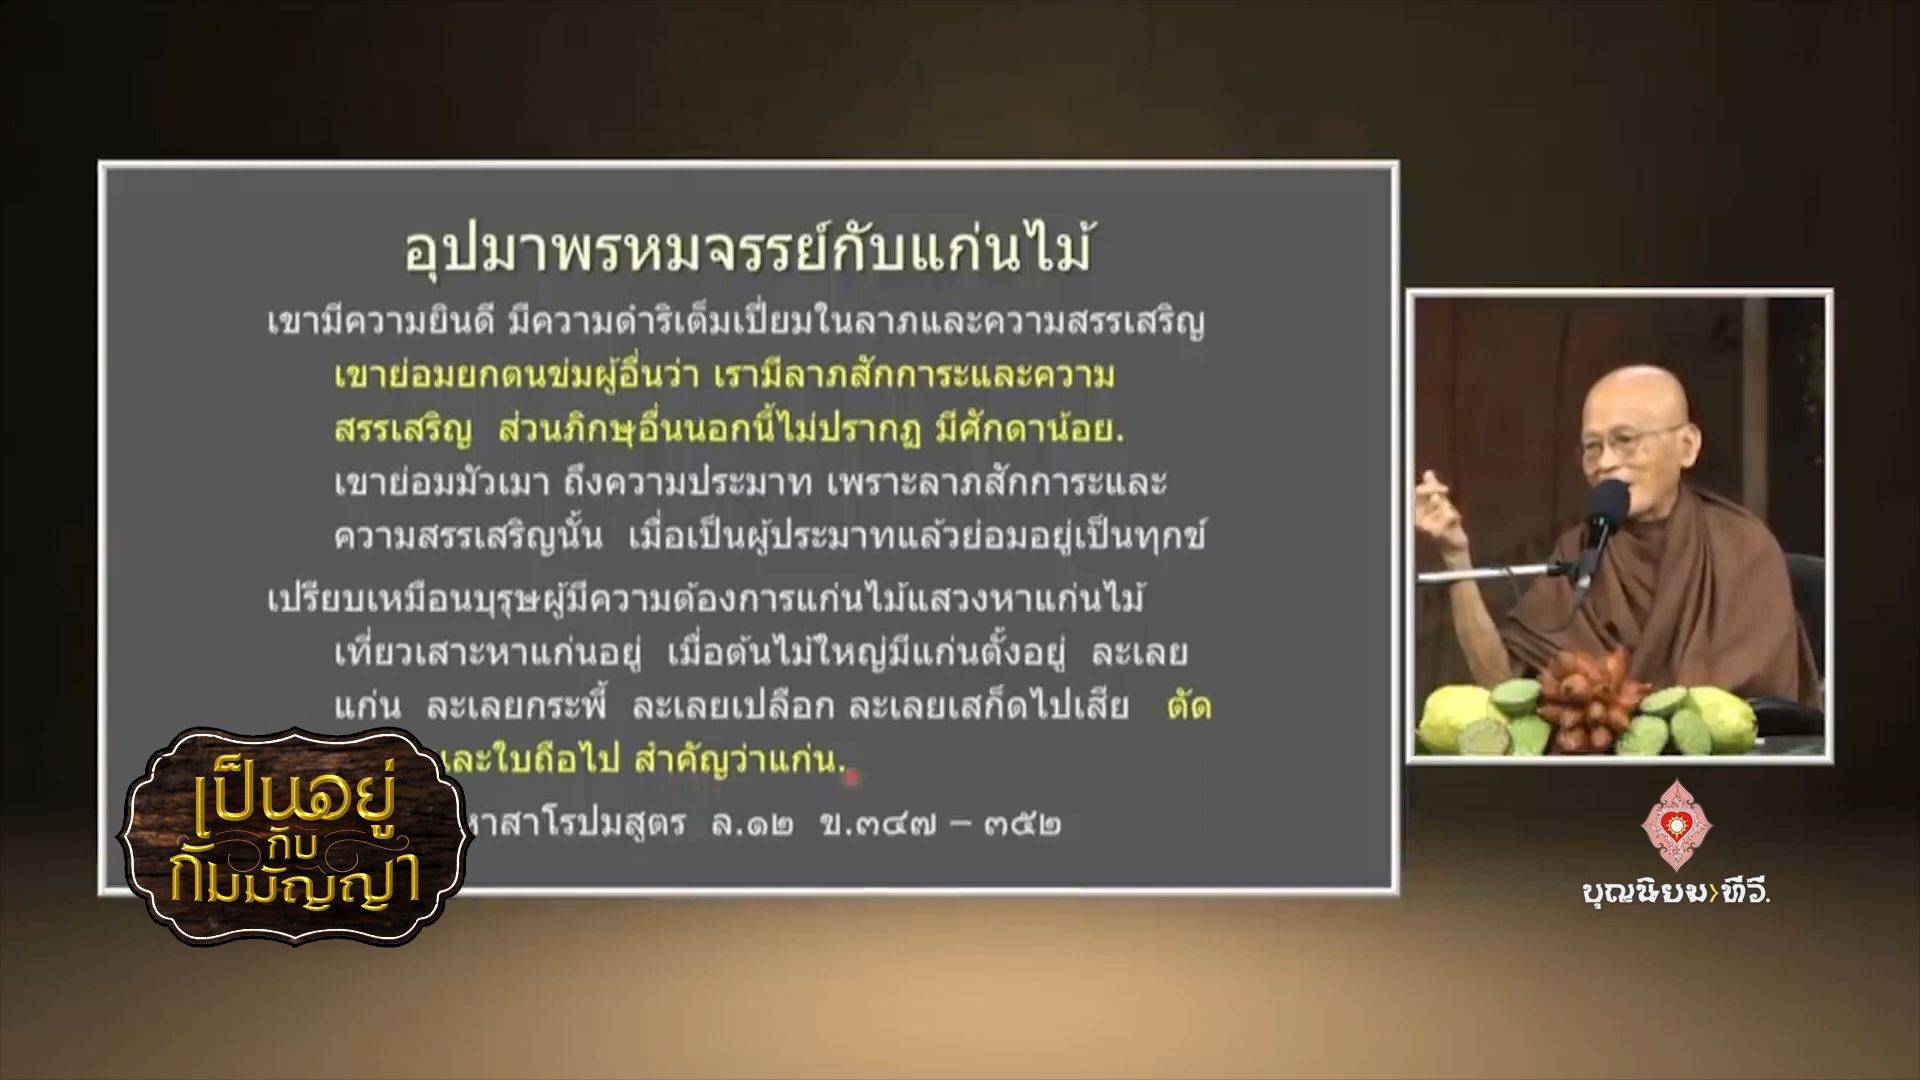 อุปมาพรหมจรรย์กับแก่นไม้
เขามีความยินดี มีความดำริเต็มเปี่ยมในลาภและความสรรเสริญ
เขาย่อมยกตนข่มผู้อื่นว่า เรามีลาภสักการะและความ
สรรเสริญ ส่วนภิกษุอื่นนอกนี้ไม่ปรากฏ มีศักดาน้อย.
เขาย่อมมัวเมา ถึงความประมาท เพราะลาภสักการะและ
ความสรรเสริญนั้น เมื่อเป็นผู้ประมาทแล้วย่อมอยู่เป็นทุกข์
เปรียบเหมือนบุรุษผู้มีความต้องการแก่นไม้แสวงหาแก่นไม้
เที่ยวเสาะหาแก่นอยู่ เมื่อต้นไม้ใหญ่มีแก่นตั้งอยู่ ละเลย
แก่น ละเลยกระพี้ ละเลยเปลือก ละเลยเสก็ดไปเสีย ตัด
และใบถือไป สำคัญว่าแก่น.
หาสาโรปมสูตร ล.๑๒ ข.๓๔๗ – ๓๕๒
เป็นอยู่
กับ
กัมมัญญา
บุญนิยม>ทีวี.